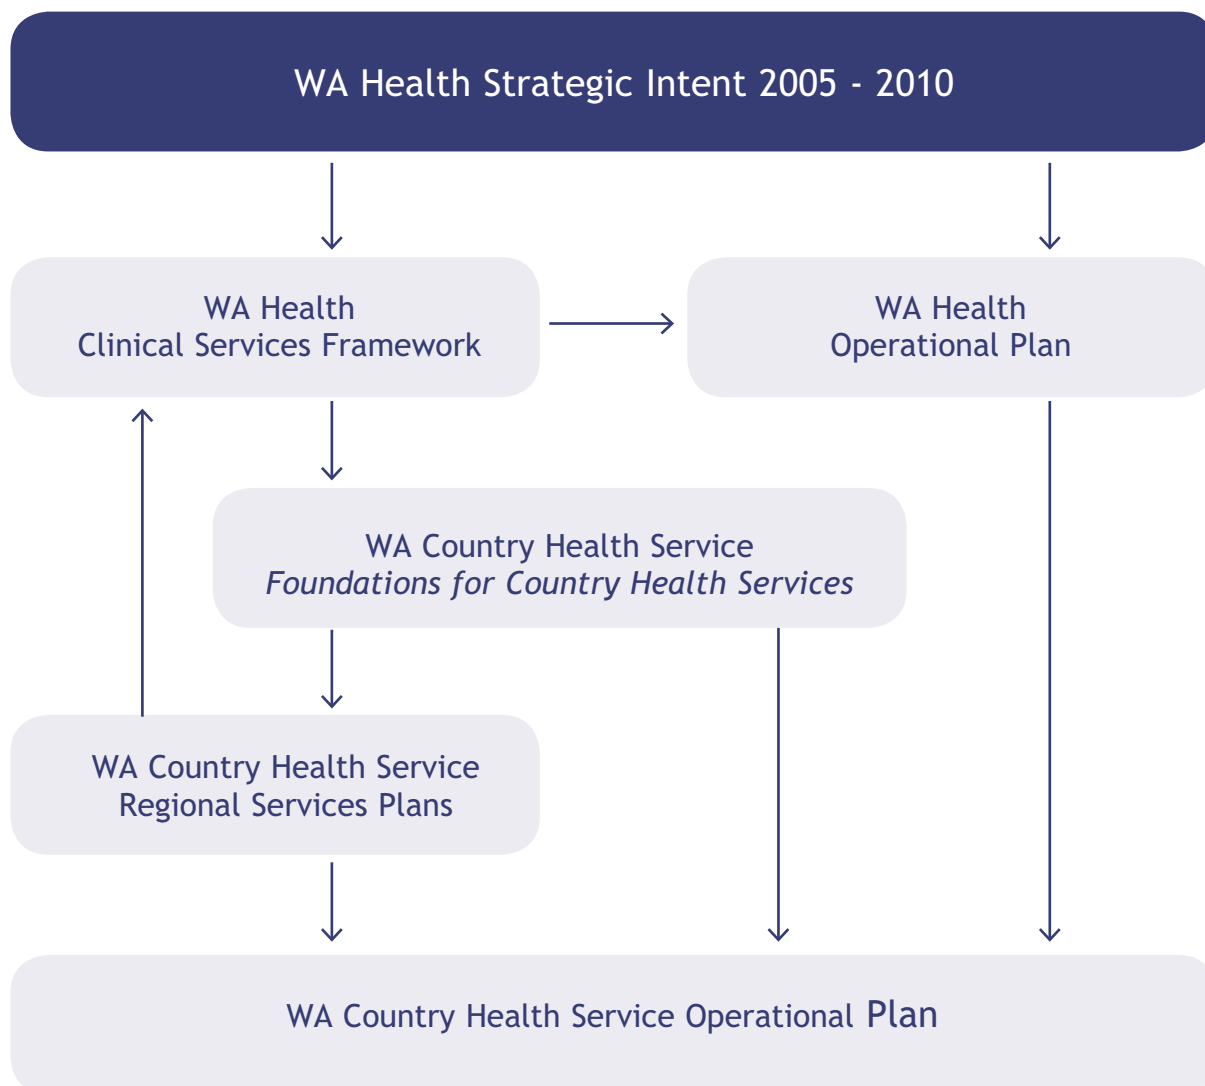 WA Health Strategic Intent 2005 - 2010
WA Health
Clinical Services Framework
WA Health
Operational Plan
WA Country Health Service
Foundations for Country Health Services
WA Country Health Service
Regional Services Plans
WA Country Health Service Operational Plan